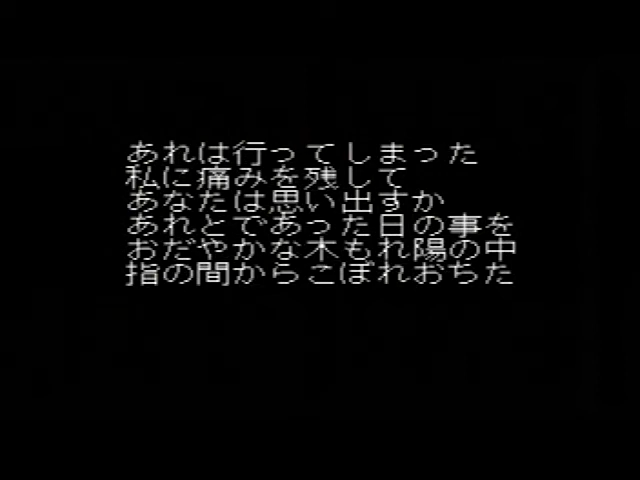 あれは行ってしまった
私に痛みを残して
あなたは思い出すか
あれとであった日の事を
おだやかな木もれ陽の中
指の間からこぼれおちた